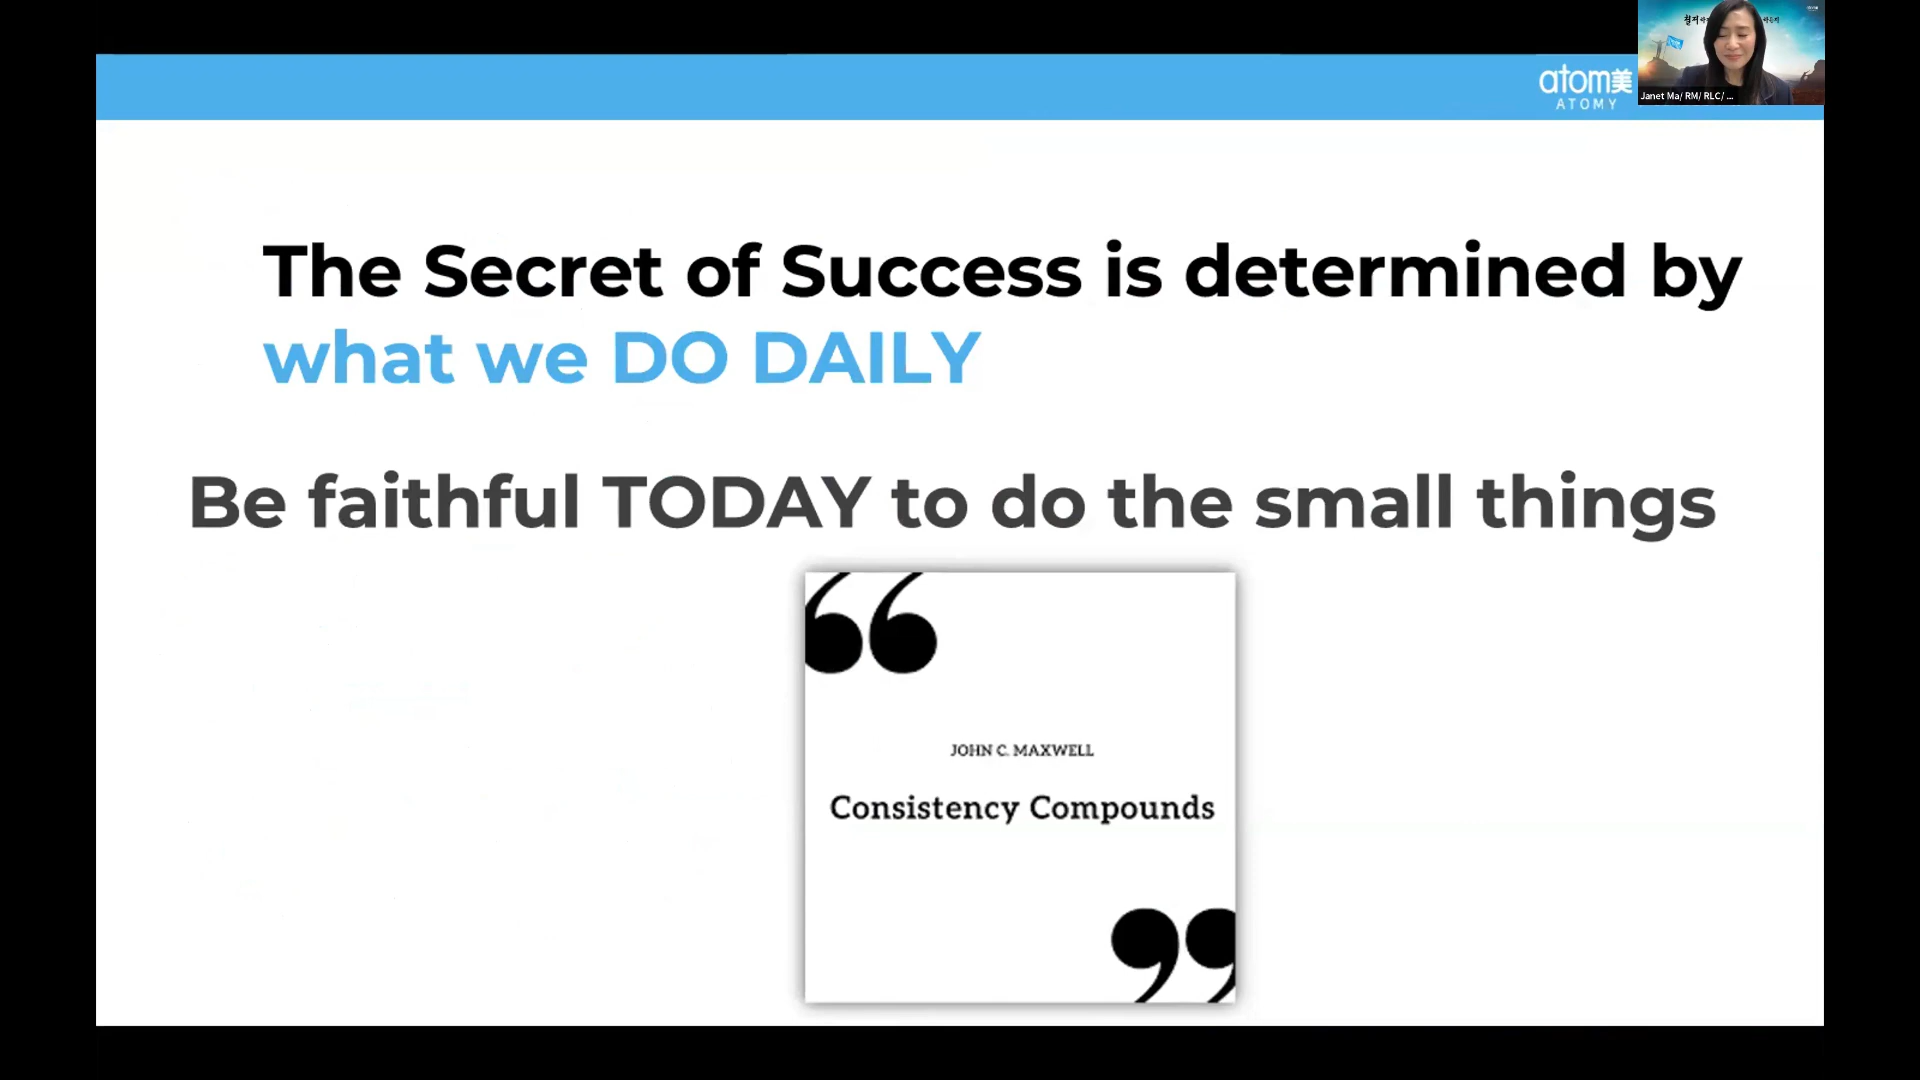 atom美
ATOMY
Janet Ma/ RM/ RLC/ ...
The Secret of Success is determined by
what we DO DAILY
Be faithful TODAY to do the small things
JOHN C. MAXWELL
Consistency Compounds